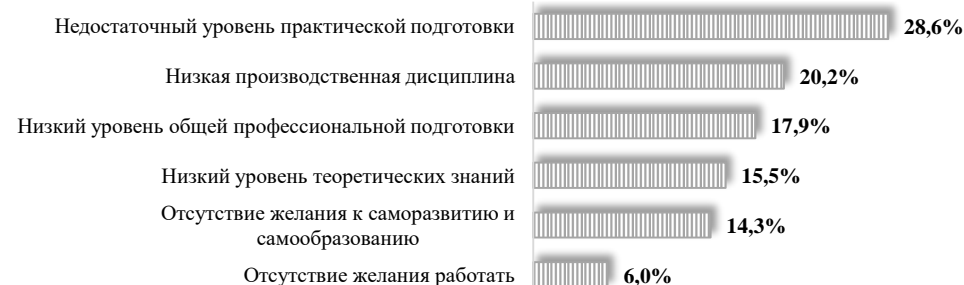 Недостаточный уровень практической подготовки 28,6%
Низкая производственная дисциплина 20,2%
Низкий уровень общей профессиональной подготовки 17,9%
Низкий уровень теоретических знаний 15,5%
Отсутствие желания к саморазвитию и
самообразованию 14,3%
Отсутствие желания работать 6,0%